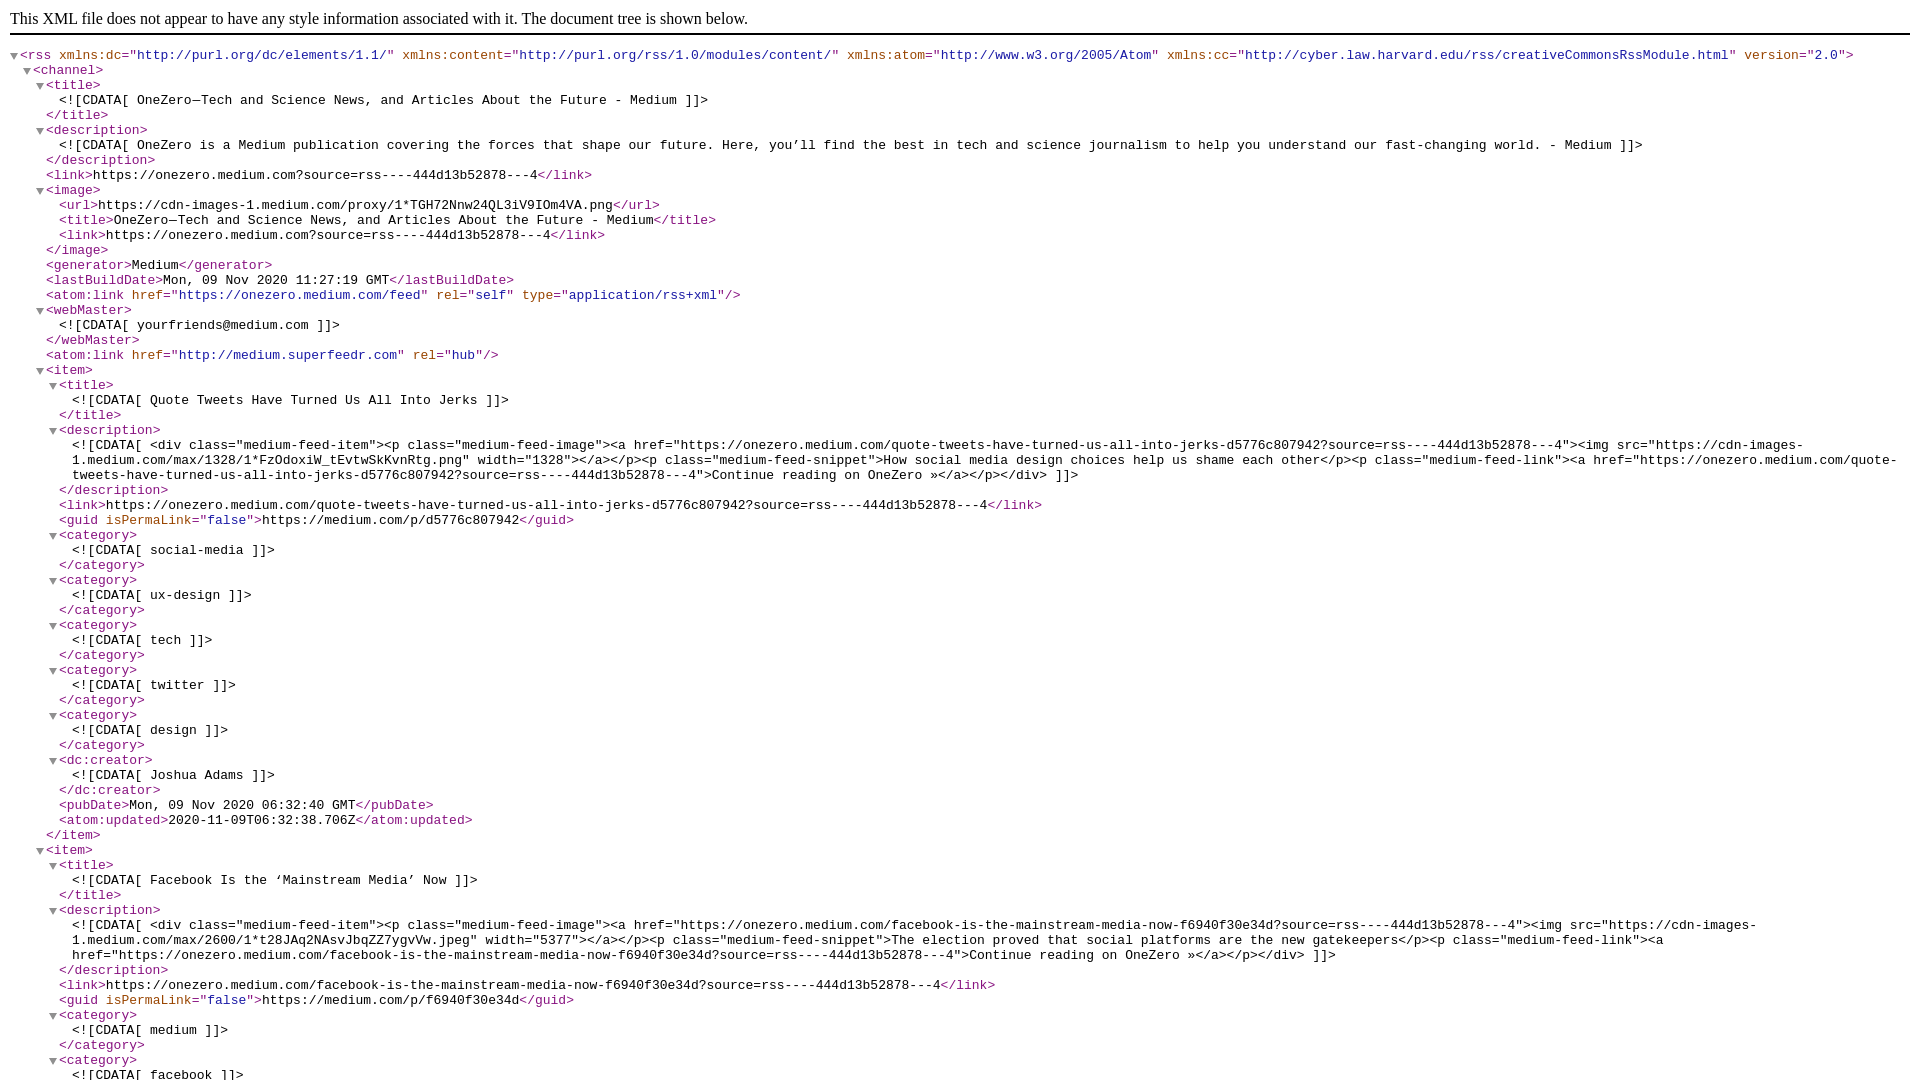 This XML file does not appear to have any style information associated with it. The document tree is shown below.
<rss xmlns:dc="http://purl.org/dc/elements/1.1/" xmlns:content="http://purl.org/rss/1.0/modules/content/" xmlns:atom="http://www.w3.org/2005/Atom" xmlns:cc="http://cyber.law.harvard.edu/rss/creativeCommonsRssModule.html" version="2.0">
<channel>
<title>
<![CDATA[ OneZero—Tech and Science News, and Articles About the Future - Medium ]]>
</title>
<description>
<![CDATA[ OneZero is a Medium publication covering the forces that shape our future. Here, you’ll find the best in tech and science journalism to help you understand our fast-changing world. - Medium ]]>
</description>
<link>https://onezero.medium.com?source=rss----444d13b52878---4</link>
<image>
<url>https://cdn-images-1.medium.com/proxy/1*TGH72Nnw24QL3iV9IOm4VA.png</url>
<title>OneZero—Tech and Science News, and Articles About the Future - Medium</title>
<link>https://onezero.medium.com?source=rss----444d13b52878---4</link>
</image>
<generator>Medium</generator>
<lastBuildDate>Mon, 09 Nov 2020 11:27:19 GMT</lastBuildDate>
<atom:link href="https://onezero.medium.com/feed" rel="self" type="application/rss+xml"/>
<webMaster>
<![CDATA[ yourfriends@medium.com ]]>
</webMaster>
<atom:link href="http://medium.superfeedr.com" rel="hub"/>
<item>
<title>
<![CDATA[ Quote Tweets Have Turned Us All Into Jerks ]]>
</title>
<description>
<![CDATA[ <div class="medium-feed-item"><p class="medium-feed-image"><a href="https://onezero.medium.com/quote-tweets-have-turned-us-all-into-jerks-d5776c807942?source=rss----444d13b52878---4"><img src="https://cdn-images-
1.medium.com/max/1328/1*FzOdoxiW_tEvtwSkKvnRtg.png" width="1328"></a></p><p class="medium-feed-snippet">How social media design choices help us shame each other</p><p class="medium-feed-link"><a href="https://onezero.medium.com/quote-
tweets-have-turned-us-all-into-jerks-d5776c807942?source=rss----444d13b52878---4">Continue reading on OneZero »</a></p></div> ]]>
</description>
<link>https://onezero.medium.com/quote-tweets-have-turned-us-all-into-jerks-d5776c807942?source=rss----444d13b52878---4</link>
<guid isPermaLink="false">https://medium.com/p/d5776c807942</guid>
<category>
<![CDATA[ social-media ]]>
</category>
<category>
<![CDATA[ ux-design ]]>
</category>
<category>
<![CDATA[ tech ]]>
</category>
<category>
<![CDATA[ twitter ]]>
</category>
<category>
<![CDATA[ design ]]>
</category>
<dc:creator>
<![CDATA[ Joshua Adams ]]>
</dc:creator>
<pubDate>Mon, 09 Nov 2020 06:32:40 GMT</pubDate>
<atom:updated>2020-11-09T06:32:38.706Z</atom:updated>
</item>
<item>
<title>
<![CDATA[ Facebook Is the ‘Mainstream Media’ Now ]]>
</title>
<description>
<![CDATA[ <div class="medium-feed-item"><p class="medium-feed-image"><a href="https://onezero.medium.com/facebook-is-the-mainstream-media-now-f6940f30e34d?source=rss----444d13b52878---4"><img src="https://cdn-images-
1.medium.com/max/2600/1*t28JAq2NAsvJbqZZ7ygvVw.jpeg" width="5377"></a></p><p class="medium-feed-snippet">The election proved that social platforms are the new gatekeepers</p><p class="medium-feed-link"><a
href="https://onezero.medium.com/facebook-is-the-mainstream-media-now-f6940f30e34d?source=rss----444d13b52878---4">Continue reading on OneZero »</a></p></div> ]]>
</description>
<link>https://onezero.medium.com/facebook-is-the-mainstream-media-now-f6940f30e34d?source=rss----444d13b52878---4</link>
<guid isPermaLink="false">https://medium.com/p/f6940f30e34d</guid>
<category>
<![CDATA[ medium ]]>
</category>
<category>
<![CDATA[ facebook ]]>